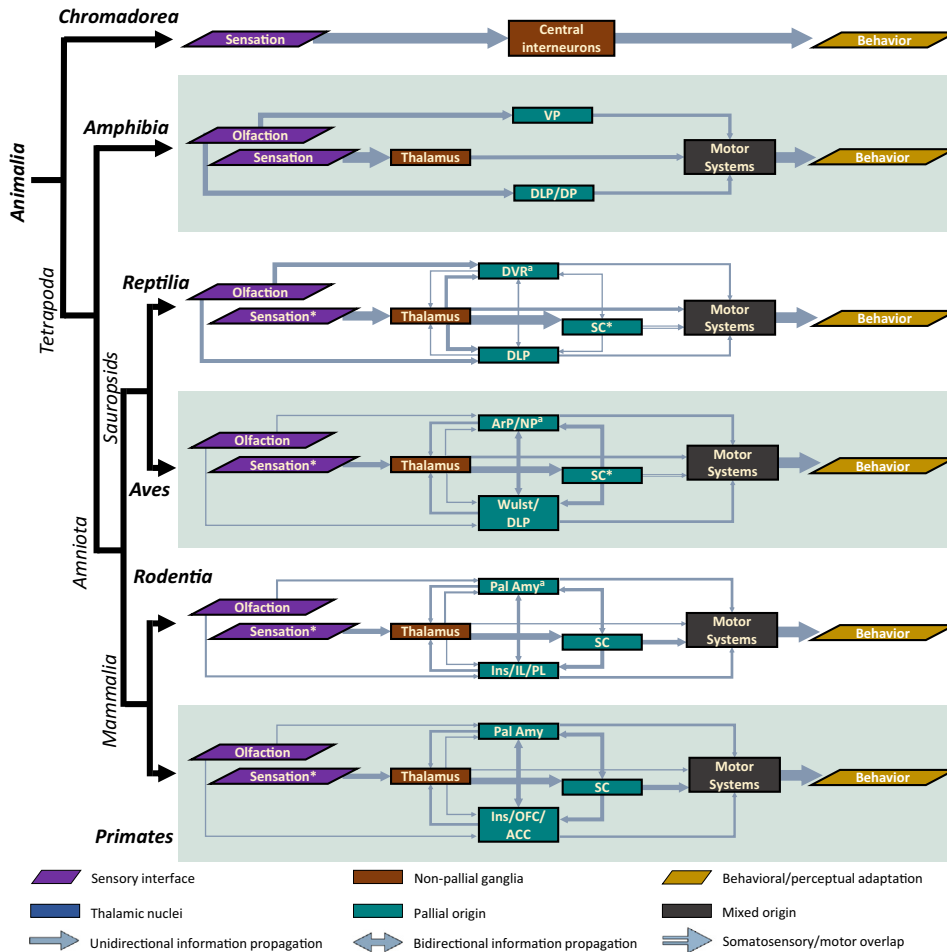 Chromadorea
Sensation
Central
interneurons
Behavior
Amphibia
Olfaction
Sensation
Thalamus
VP
DLP/DP
Motor
Systems
Behavior
Animalia
Tetrapoda
Reptilia
Olfaction
Sensation*
Thalamus
DVRᵃ
SC*
DLP
Motor
Systems
Behavior
Sauropsids
Aves
Olfaction
Sensation*
Thalamus
ArP/NPᵃ
SC*
Wulst/
DLP
Motor
Systems
Behavior
Amniota
Rodentia
Olfaction
Sensation*
Thalamus
Pal Amyᵃ
SC
Ins/IL/PL
Motor
Systems
Behavior
Mammalia
Primates
Olfaction
Sensation*
Thalamus
Pal Amy
SC
Ins/OFC/
ACC
Motor
Systems
Behavior
Sensory interface
Non-pallial ganglia
Behavioral/perceptual adaptation
Thalamic nuclei
Pallial origin
Mixed origin
Unidirectional information propagation
Bidirectional information propagation
Somatosensory/motor overlap